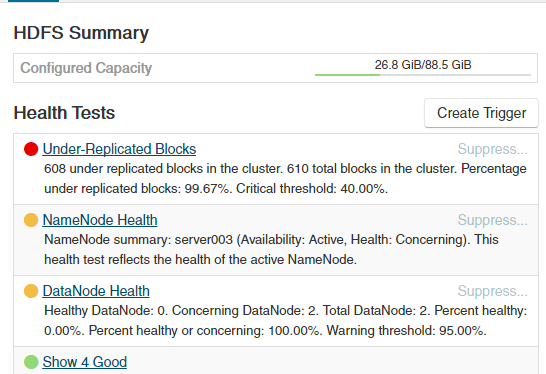 HDFS Summary
Configured Capacity
26.8 GiB/88.5 GiB
Health Tests
Create Trigger
Under-Replicated Blocks
Suppress...
608 under replicated blocks in the cluster. 610 total blocks in the cluster. Percentage
under replicated blocks: 99.67%. Critical threshold: 40.00%.
NameNode Health
Suppress...
NameNode summary: server003 (Availability: Active, Health: Concerning). This
health test reflects the health of the active NameNode.
DataNode Health
Suppress...
Healthy DataNode: 0. Concerning DataNode: 2. Total DataNode: 2. Percent healthy:
0.00%. Percent healthy or concerning: 100.00%. Warning threshold: 95.00%.
Show 4 Good